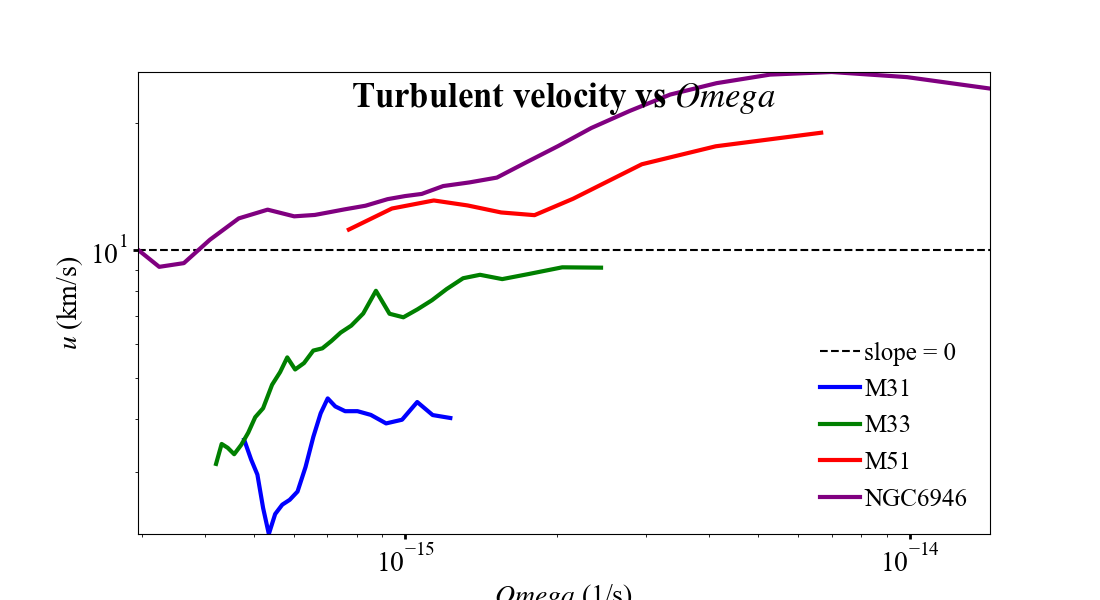 Turbulent velocity vs Omega
10^1
u (km/s)
slope = 0
M31
M33
M51
NGC6946
10^−15
10^−14
Omega (1/s)